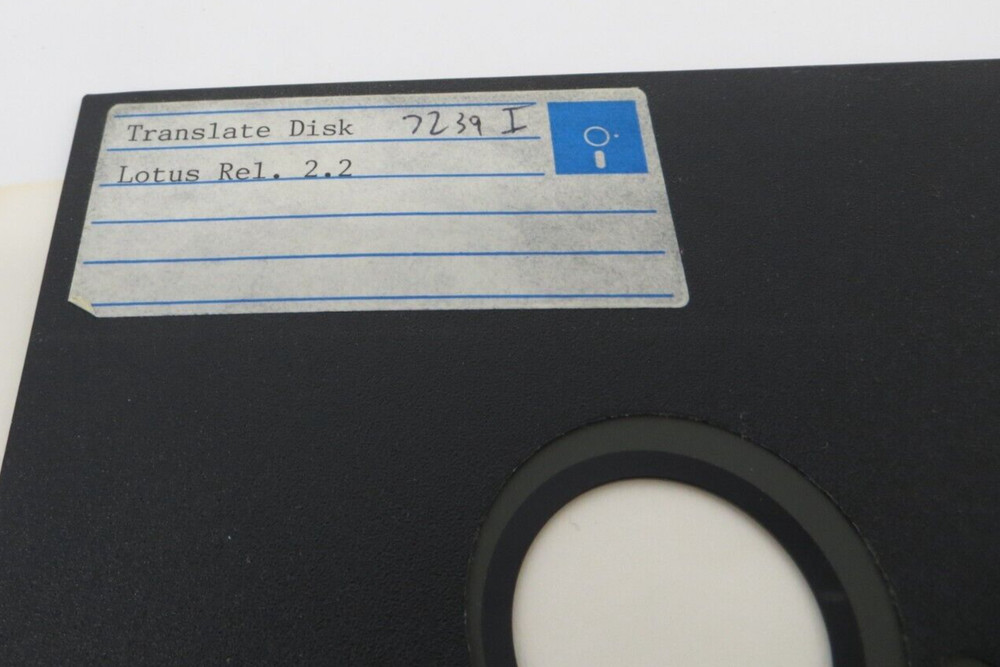 Translate Disk 7239 I
Lotus Rel. 2.2